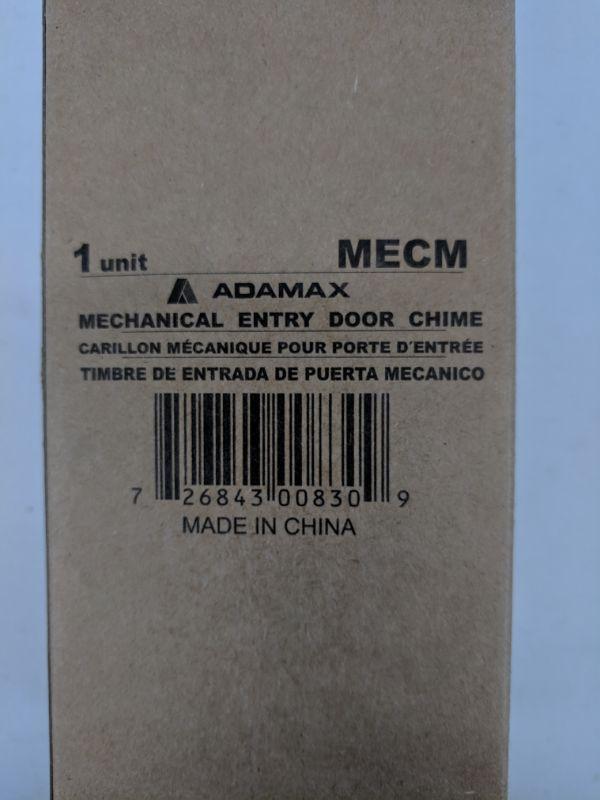 1 unit MECM
ADAMAX
MECHANICAL ENTRY DOOR CHIME
CARILLON MÉCANIQUE POUR PORTE D'ENTRÉE
TIMBRE DE ENTRADA DE PUERTA MECANICO
7 26843 00830 9
MADE IN CHINA